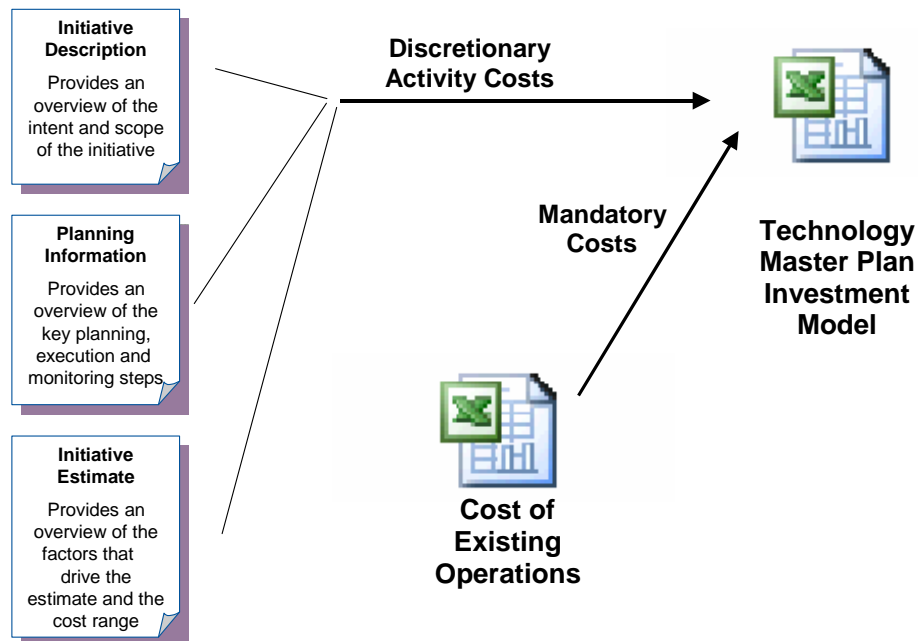 Initiative
Description
Provides an
overview of the
intent and scope
of the initiative
Planning
Information
Provides an
overview of the
key planning,
execution and
monitoring steps
Initiative
Estimate
Provides an
overview of the
factors that
drive the
estimate and the
cost range
Discretionary
Activity Costs
Mandatory
Costs
Cost of
Existing
Operations
Technology
Master Plan
Investment
Model